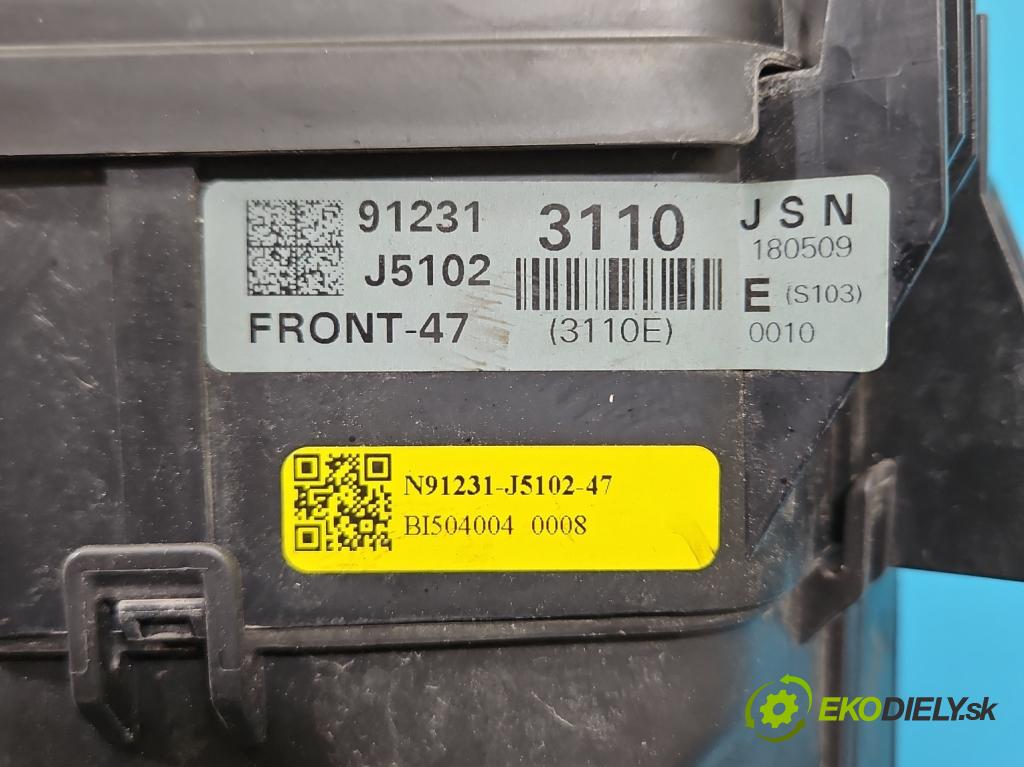 91231
J5102
FRONT-47
3110
(3110E)
J S N
180509
E (S103)
0010
N91231-J5102-47
BI504004 0008
EKODIELY.sk